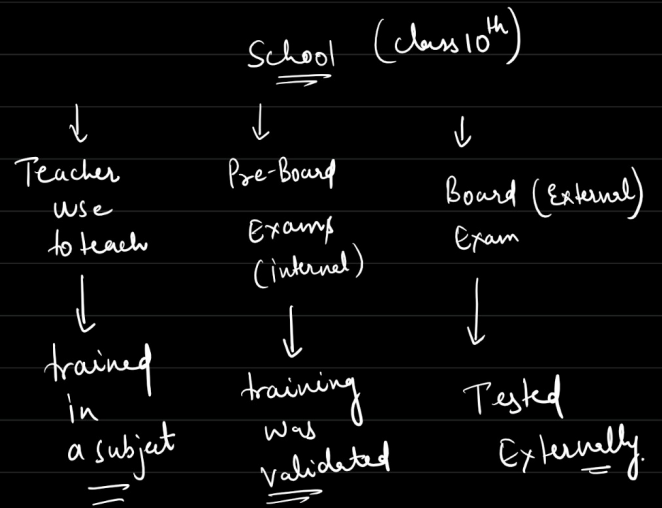 School (class 10th)
Teacher
use
to teach
trained
in
a subject
Pre-Board
Exams
(internal)
training
was
validated
Board (External)
Exam
Tested
Externally.